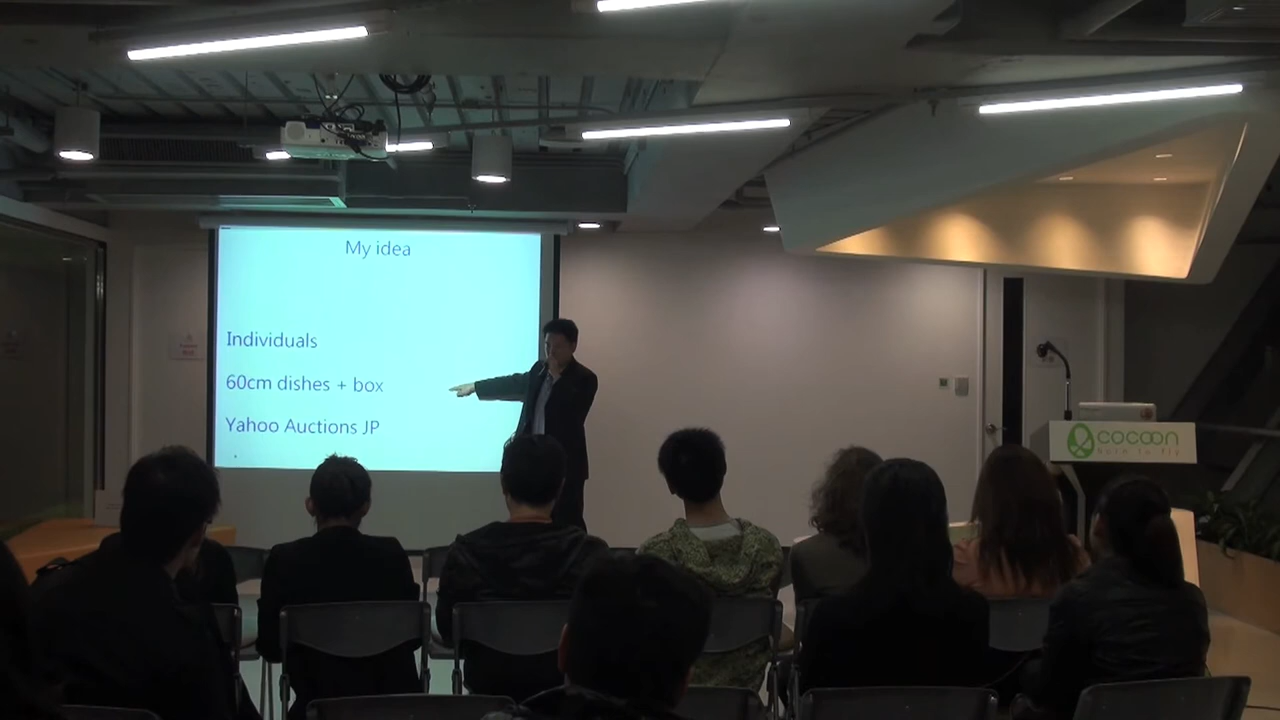 My idea
Individuals
60cm dishes + box
Yahoo Auctions JP
cocoon
born to fly